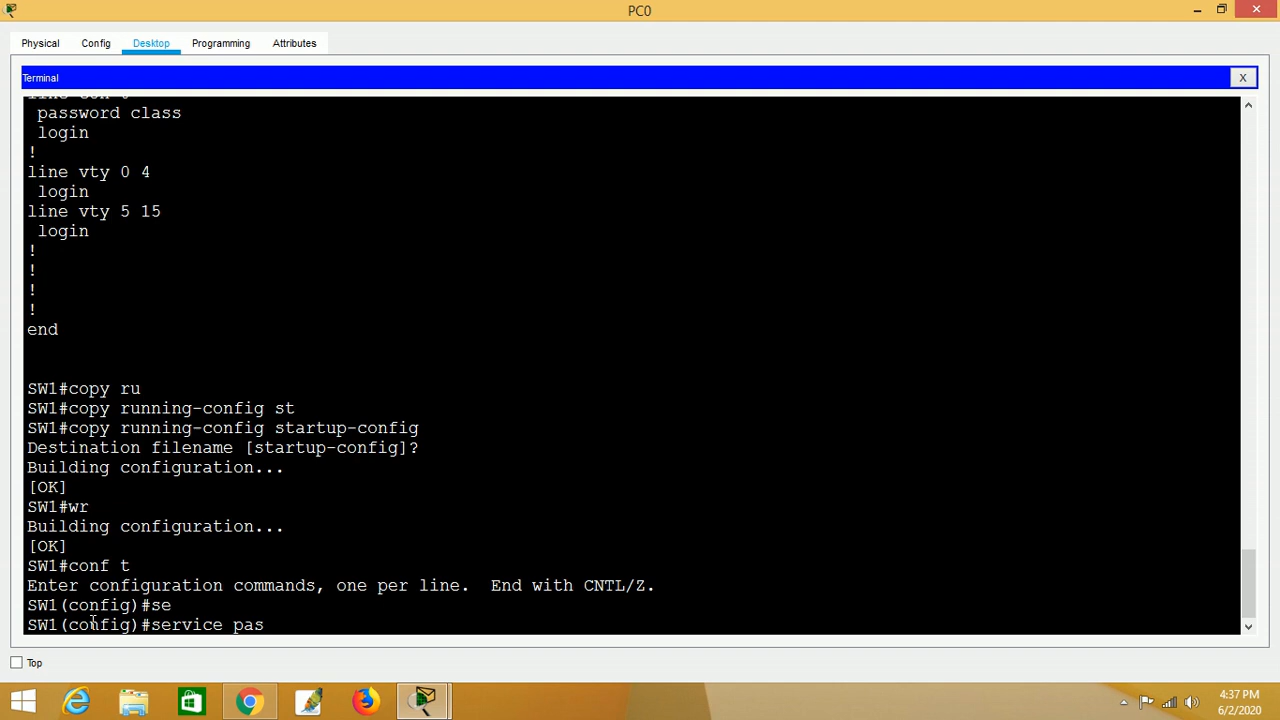 PC0
Physical Config Desktop Programming Attributes
Terminal X
password class
login
!
line vty 0 4
login
line vty 5 15
login
!
!
!
!
end
SW1#copy ru
SW1#copy running-config st
SW1#copy running-config startup-config
Destination filename [startup-config]?
Building configuration...
[OK]
SW1#wr
Building configuration...
[OK]
SW1#conf t
Enter configuration commands, one per line.  End with CNTL/Z.
SW1(config)#se
SW1(config)#service pas
Top
4:37 PM
6/2/2020